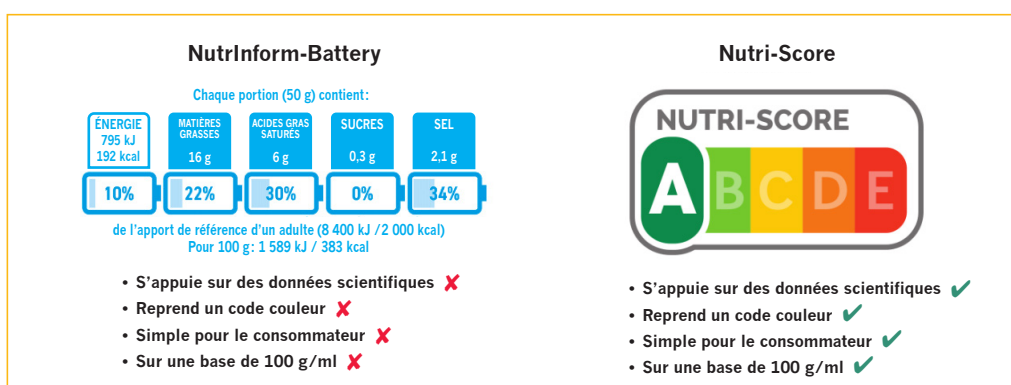 NutrInform-Battery
Chaque portion (50 g) contient:
ÉNERGIE
795 kJ
192 kcal
MATIÈRES
GRASSES
16 g
ACIDES GRAS
SATURÉS
6 g
SUCRES
0,3 g
SEL
2,1 g
10% 22% 30% 0% 34%
de l'apport de référence d'un adulte (8 400 kJ /2 000 kcal)
Pour 100 g: 1 589 kJ / 383 kcal
• S'appuie sur des données scientifiques ✘
• Reprend un code couleur ✘
• Simple pour le consommateur ✘
• Sur une base de 100 g/ml ✘
Nutri-Score
NUTRI-SCORE
A B C D E
• S'appuie sur des données scientifiques ✔
• Reprend un code couleur ✔
• Simple pour le consommateur ✔
• Sur une base de 100 g/ml ✔